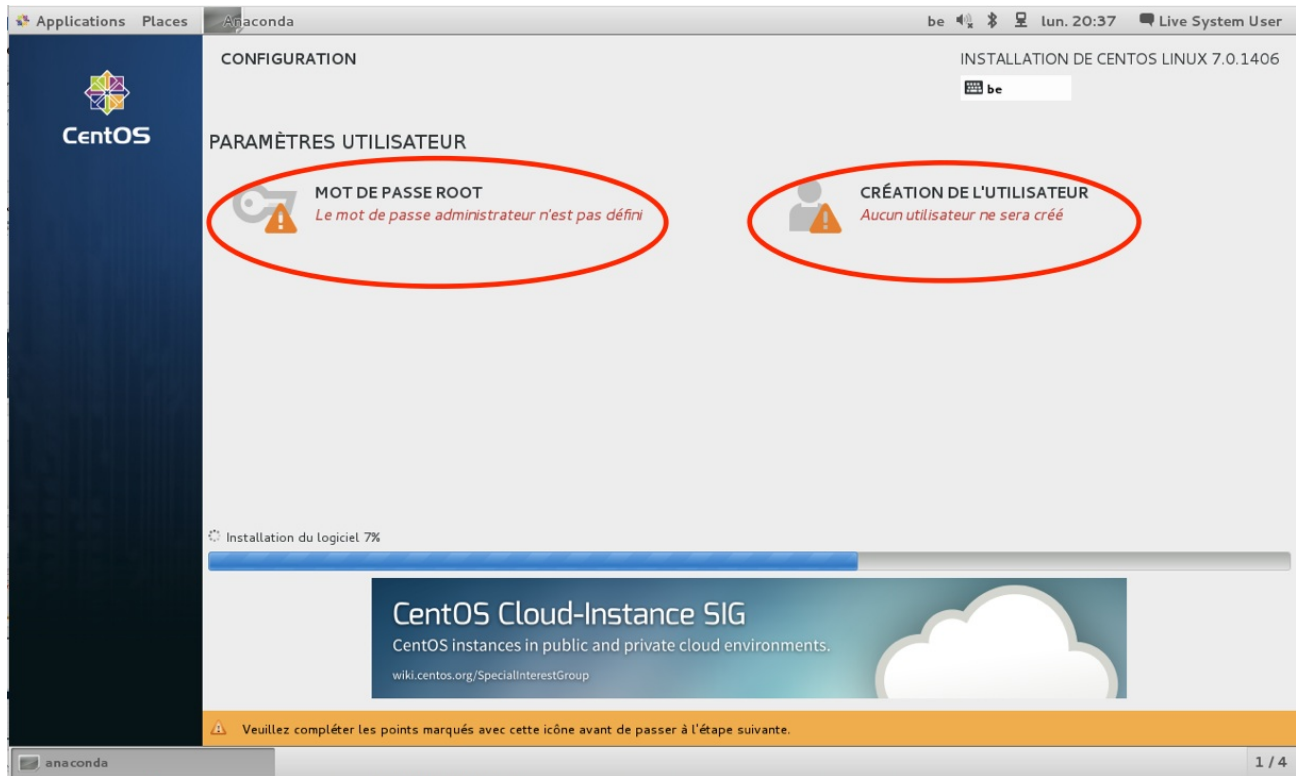 Applications Places Anaconda be lun. 20:37 Live System User
CentOS
CONFIGURATION
INSTALLATION DE CENTOS LINUX 7.0.1406
be
PARAMÈTRES UTILISATEUR
MOT DE PASSE ROOT
Le mot de passe administrateur n'est pas défini
CRÉATION DE L'UTILISATEUR
Aucun utilisateur ne sera créé
Installation du logiciel 7%
CentOS Cloud-Instance SIG
CentOS instances in public and private cloud environments.
wiki.centos.org/SpecialInterestGroup
Veuillez compléter les points marqués avec cette icône avant de passer à l'étape suivante.
anaconda
1 / 4